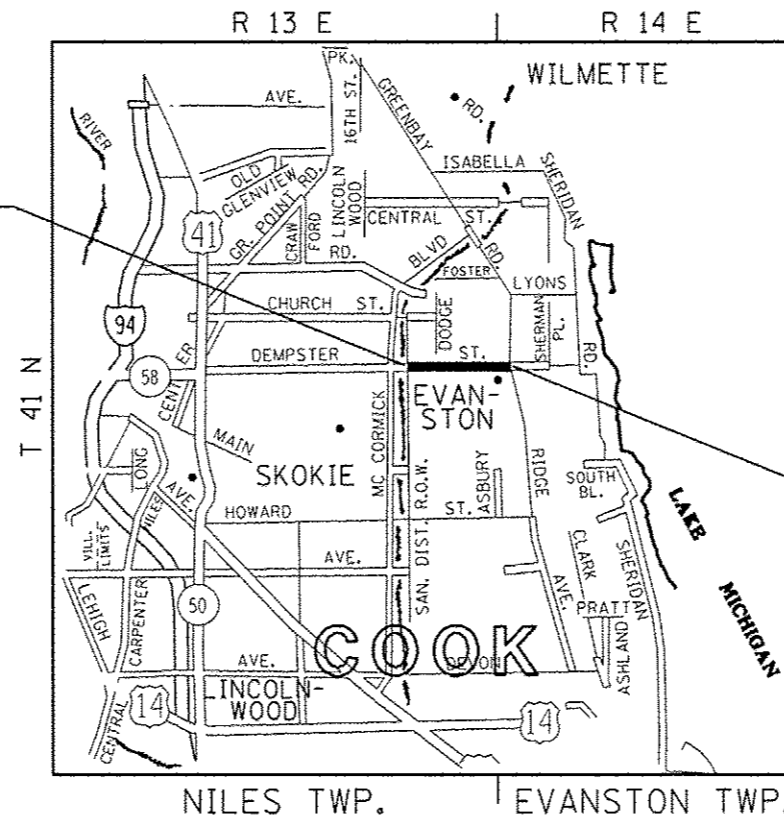 R 13 E
R 14 E
PK.
WILMETTE
AVE.
16TH ST.
GREENBAY
RD.
RIVER
ISABELLA
OLD
GLENVIEW
RD.
LINCOLN
WOOD
SHERIDAN
CENTRAL ST.
41
GR. POINT
CRAW
FORD
RD.
BLVD
RD.
FOSTER
LYONS
CHURCH ST.
DODGE
SHERMAN
PL.
94
DEMPSTER ST.
RD.
58
CENT
ER
EVAN-
STON
T 41 N
MAIN
MC CORMICK
SKOKIE
LONG
AVE.
NILES
ASBURY
RIDGE
SOUTH
BL.
HOWARD ST.
SAN. DIST. R.O.W.
LAKE
MICHIGAN
VILL.
LIMITS
AVE.
CLARK
SHERIDAN
LEHIGH
CARPENTER
50
AVE.
PRATT
COOK
ASHLAND
AVE.
DEVON
LINCOLN-
WOOD
14
14
CENTRAL
NILES TWP.
EVANSTON TWP.